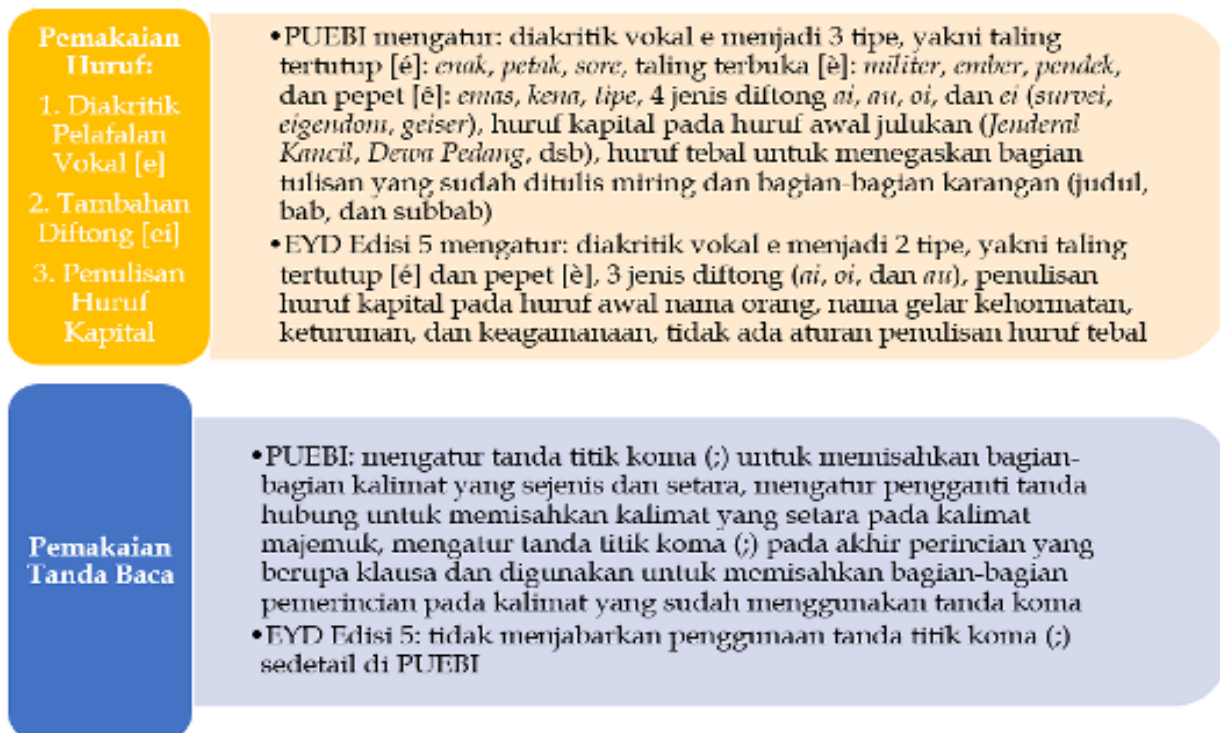 Pemakaian
Huruf:
1. Diakritik
Pelafalan
Vokal [e]
2. Tambahan
Diftong [ei]
3. Penulisan
Huruf
Kapital
•PUEBI mengatur: diakritik vokal e menjadi 3 tipe, yakni taling
tertutup [é]: enak, petak, sore, taling terbuka [è]: militer, ember, pendek,
dan pepet [ê]: emas, kena, tipe, 4 jenis diftong ai, au, oi, dan ei (survei,
eigendom, geiser), huruf kapital pada huruf awal julukan (Jenderal
Kancil, Dewa Pedang, dsb), huruf tebal untuk menegaskan bagian
tulisan yang sudah ditulis miring dan bagian-bagian karangan (judul,
bab, dan subbab)
•EYD Edisi 5 mengatur: diakritik vokal e menjadi 2 tipe, yakni taling
tertutup [é] dan pepet [è], 3 jenis diftong (ai, oi, dan au), penulisan
huruf kapital pada huruf awal nama orang, nama gelar kehormatan,
keturunan, dan keagamanaan, tidak ada aturan penulisan huruf tebal
Pemakaian
Tanda Baca
•PUEBI: mengatur tanda titik koma (;) untuk memisahkan bagian-
bagian kalimat yang sejenis dan setara, mengatur pengganti tanda
hubung untuk memisahkan kalimat yang setara pada kalimat
majemuk, mengatur tanda titik koma (;) pada akhir perincian yang
berupa klausa dan digunakan untuk memisahkan bagian-bagian
pemerincian pada kalimat yang sudah menggunakan tanda koma
•EYD Edisi 5: tidak menjabarkan penggunaan tanda titik koma (;)
sedetail di PUEBI